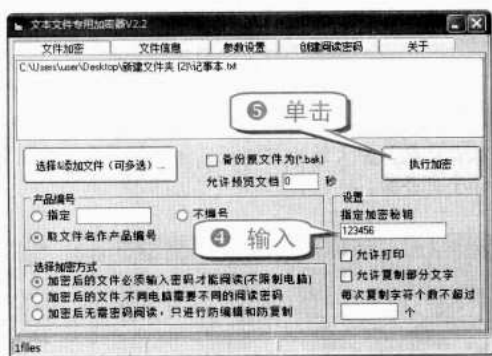 文本文件专用加密器V2.2
文件加密 文件信息 参数设置 创建阅读密码 关于
C:\Users\user\Desktop\新建文件夹 (2)\记事本.txt
❺ 单击
选择&添加文件（可多选）...
备份原文件为(*.bak)
执行加密
允许预览文档 0 秒
产品编号
指定
不编号
取文件名作产品编号
❹ 输入
设置
指定加密秘钥
123456
允许打印
允许复制部分文字
每次复制字符个数不超过
个
选择加密方式
加密后的文件必须输入密码才能阅读(不限制电脑)
加密后的文件,不同电脑需要不同的阅读密码
加密后无需密码阅读，只进行防编辑和防复制
1files